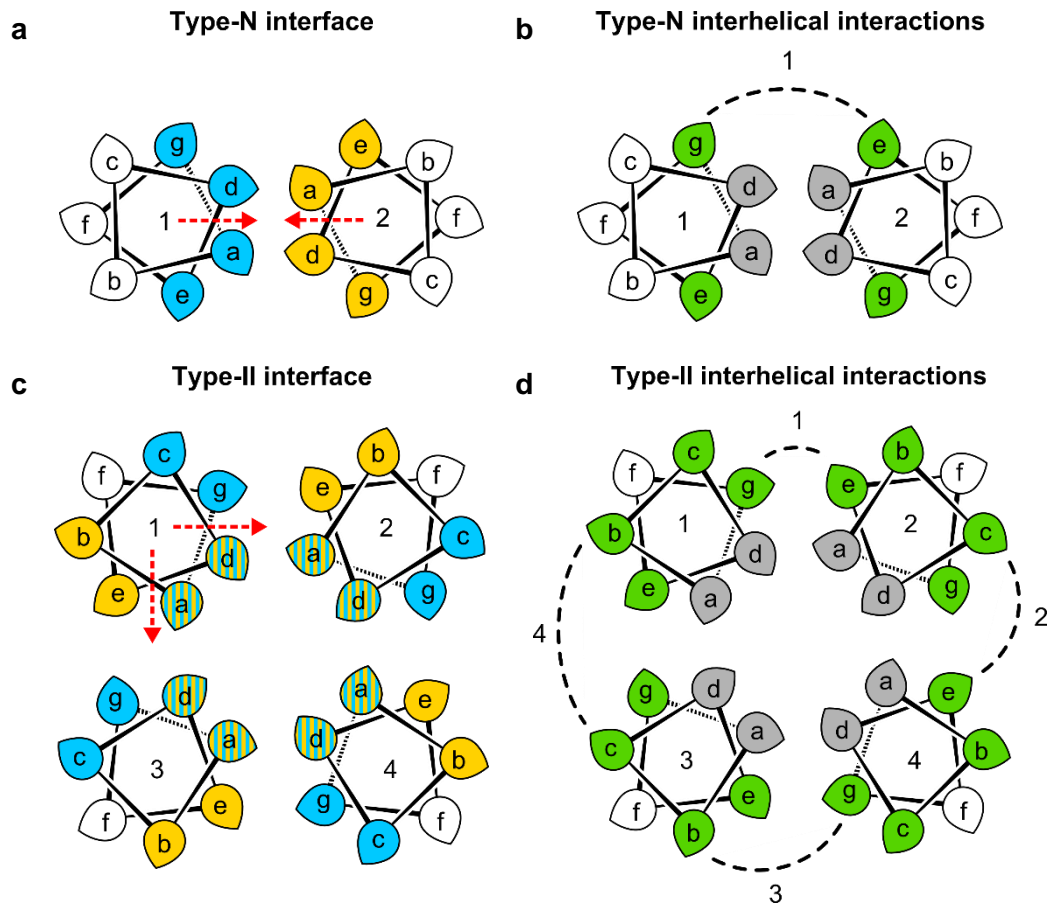 a
Type-N interface
b
Type-N interhelical interactions
1
c g d a e b f 1
e b a f d c g 2
c g d a e b f 1
e b a f d c g 2
c
Type-II interface
d
Type-II interhelical interactions
1
f c g b d e a 1
b e f a c d g 2
f c g b d e a 1
b e f a c d g 2
4
2
g d c a f e b 3
a e d b g f c 4
g d c a f e b 3
a e d b g f c 4
3